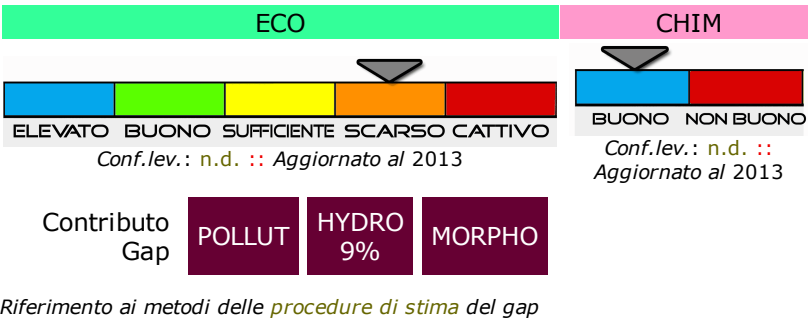 ECO
ELEVATO BUONO SUFFICIENTE SCARSO CATTIVO
Conf.lev.: n.d. :: Aggiornato al 2013
CHIM
BUONO NON BUONO
Conf.lev.: n.d. ::
Aggiornato al 2013
Contributo
Gap
POLLUT
HYDRO
9%
MORPHO
Riferimento ai metodi delle procedure di stima del gap